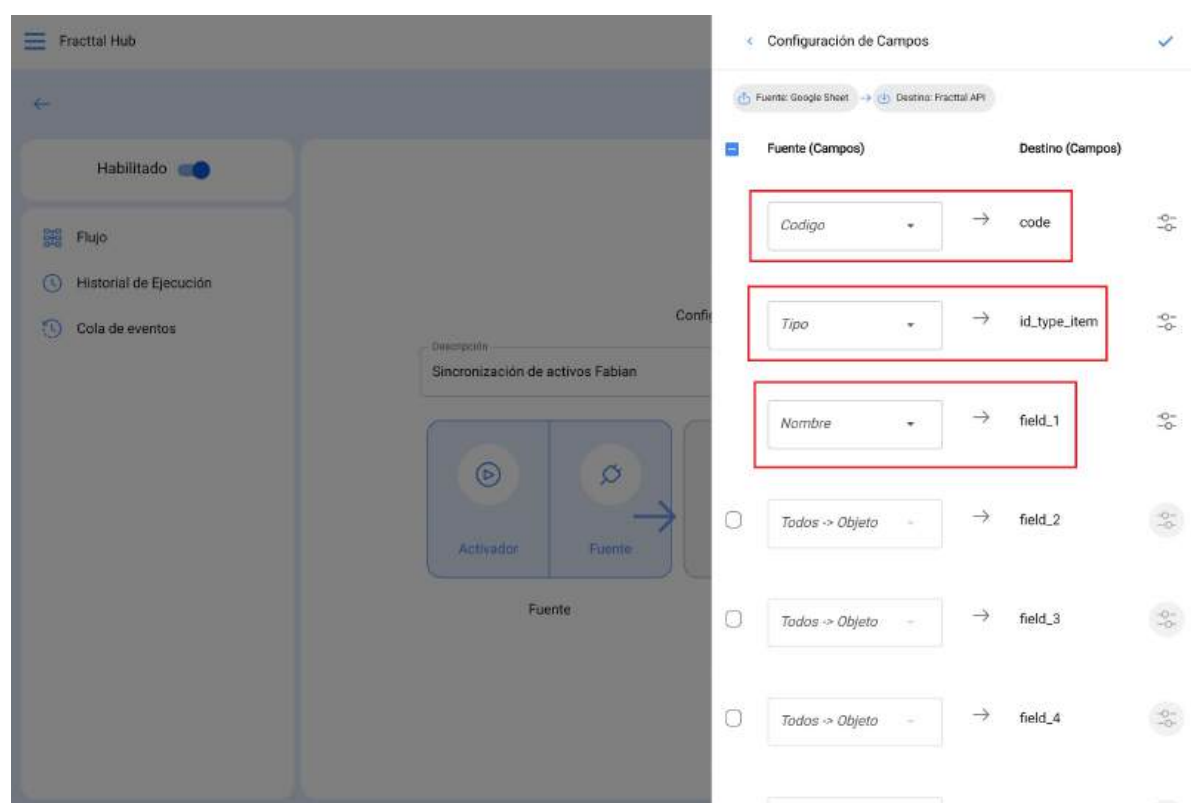 Fracttal Hub
Habilitado
Flujo
Historial de Ejecución
Cola de eventos
Confi
Descripción
Sincronización de activos Fabian
Activador
Fuente
Fuente
Configuración de Campos
Fuente: Google Sheet
Destino: Fracttal API
Fuente (Campos)
Destino (Campos)
Codigo
code
Tipo
id_type_item
Nombre
field_1
Todos -> Objeto
field_2
Todos -> Objeto
field_3
Todos -> Objeto
field_4